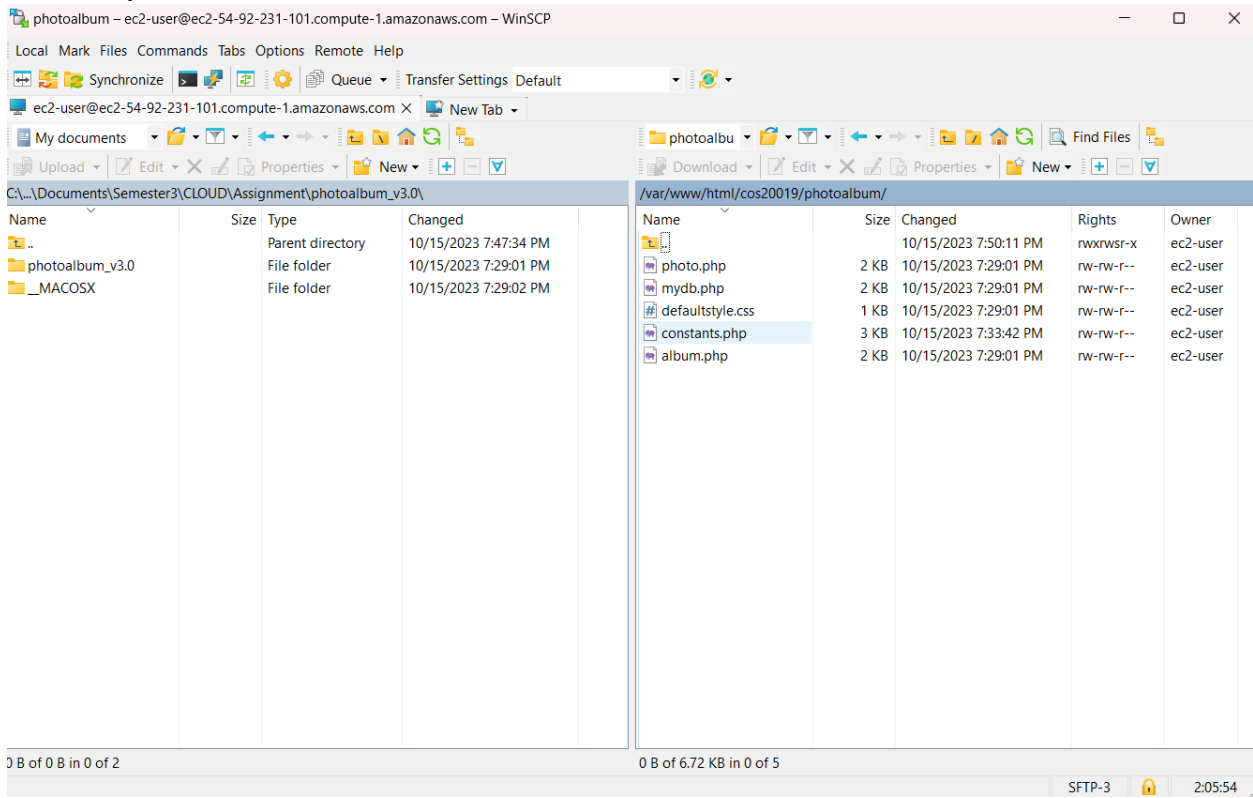 photoalbum – ec2-user@ec2-54-92-231-101.compute-1.amazonaws.com – WinSCP
Local Mark Files Commands Tabs Options Remote Help
Synchronize Queue Transfer Settings Default
ec2-user@ec2-54-92-231-101.compute-1.amazonaws.com × New Tab
My documents
Upload Edit Properties New
C:\...\Documents\Semester3\CLOUD\Assignment\photoalbum_v3.0\
Name Size Type Changed
.. Parent directory 10/15/2023 7:47:34 PM
photoalbum_v3.0 File folder 10/15/2023 7:29:01 PM
__MACOSX File folder 10/15/2023 7:29:02 PM
0 B of 0 B in 0 of 2
photoalbu Find Files
Download Edit Properties New
/var/www/html/cos20019/photoalbum/
Name Size Changed Rights Owner
.. 10/15/2023 7:50:11 PM rwxrwsr-x ec2-user
photo.php 2 KB 10/15/2023 7:29:01 PM rw-rw-r-- ec2-user
mydb.php 2 KB 10/15/2023 7:29:01 PM rw-rw-r-- ec2-user
defaultstyle.css 1 KB 10/15/2023 7:29:01 PM rw-rw-r-- ec2-user
constants.php 3 KB 10/15/2023 7:33:42 PM rw-rw-r-- ec2-user
album.php 2 KB 10/15/2023 7:29:01 PM rw-rw-r-- ec2-user
0 B of 6.72 KB in 0 of 5
SFTP-3 2:05:54